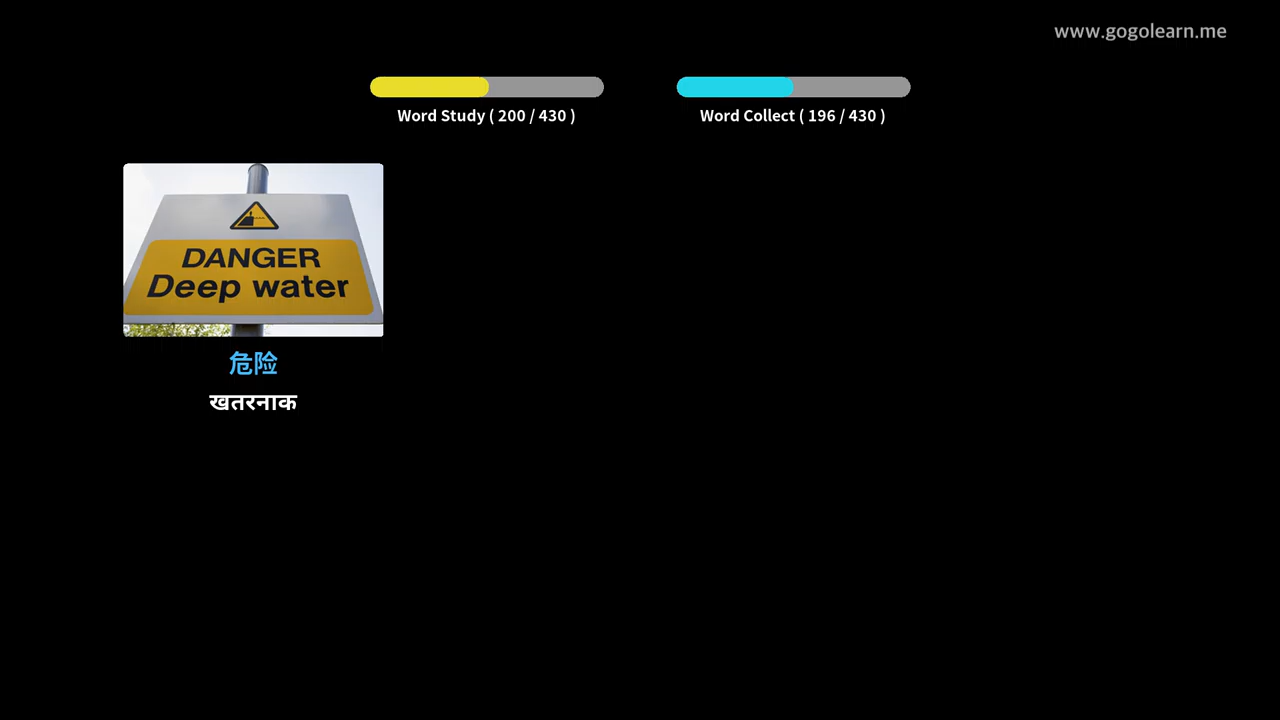 www.gogolearn.me
Word Study ( 200 / 430 )
Word Collect ( 196 / 430 )
DANGER
Deep water
危险
खतरनाक